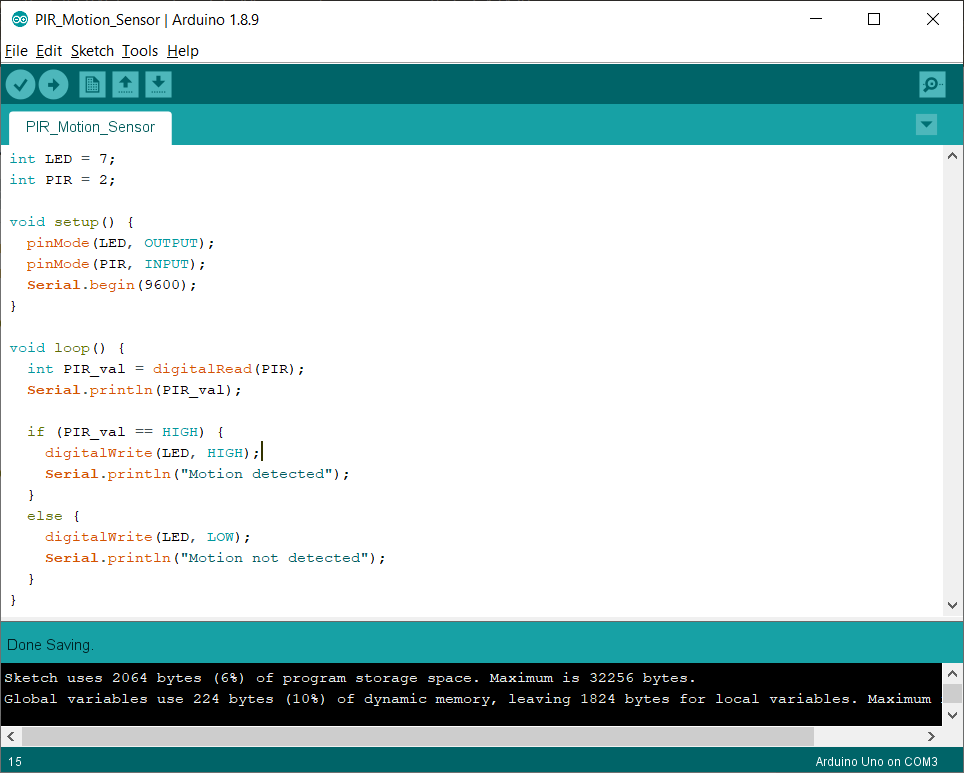 PIR_Motion_Sensor | Arduino 1.8.9
File Edit Sketch Tools Help
PIR_Motion_Sensor
int LED = 7;
int PIR = 2;
void setup() {
  pinMode(LED, OUTPUT);
  pinMode(PIR, INPUT);
  Serial.begin(9600);
}
void loop() {
  int PIR_val = digitalRead(PIR);
  Serial.println(PIR_val);
  if (PIR_val == HIGH) {
    digitalWrite(LED, HIGH);
    Serial.println("Motion detected");
  }
  else {
    digitalWrite(LED, LOW);
    Serial.println("Motion not detected");
  }
}
Done Saving.
Sketch uses 2064 bytes (6%) of program storage space. Maximum is 32256 bytes.
Global variables use 224 bytes (10%) of dynamic memory, leaving 1824 bytes for local variables. Maximum
15
Arduino Uno on COM3